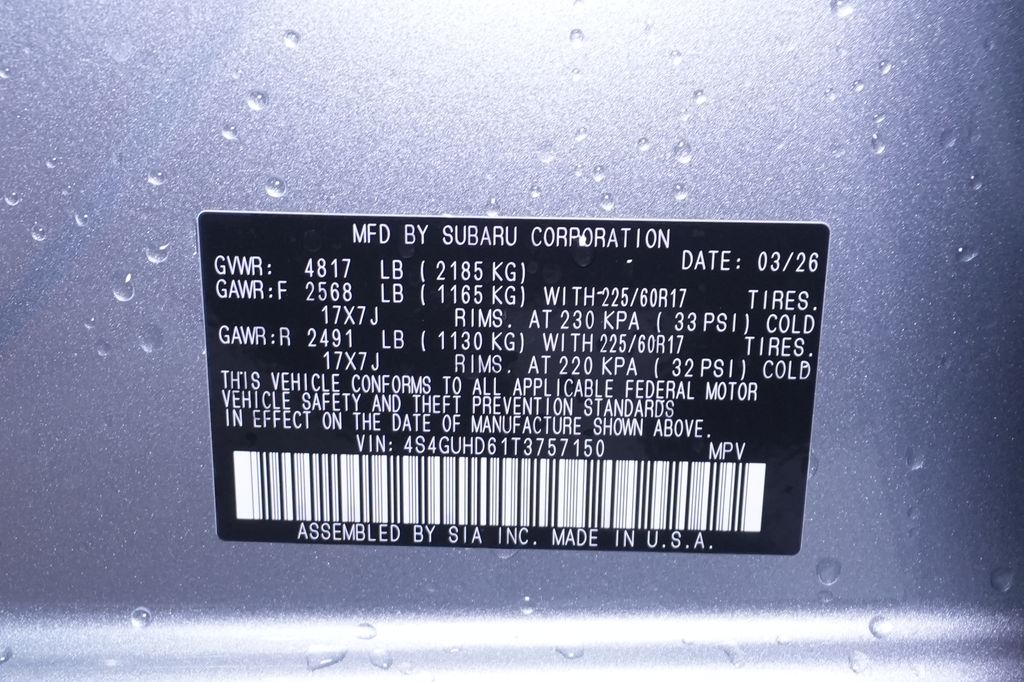 MFD BY SUBARU CORPORATION
DATE: 03/26
GVWR: 4817 LB ( 2185 KG)
GAWR:F 2568 LB ( 1165 KG) WITH 225/60R17 TIRES.
17X7J RIMS. AT 230 KPA ( 33 PSI) COLD
GAWR:R 2491 LB ( 1130 KG) WITH 225/60R17 TIRES.
17X7J RIMS. AT 220 KPA ( 32 PSI) COLD
THIS VEHICLE CONFORMS TO ALL APPLICABLE FEDERAL MOTOR
VEHICLE SAFETY AND THEFT PREVENTION STANDARDS
IN EFFECT ON THE DATE OF MANUFACTURE SHOWN ABOVE.
VIN: 4S4GUHD61T3757150 MPV
ASSEMBLED BY SIA INC. MADE IN U.S.A.